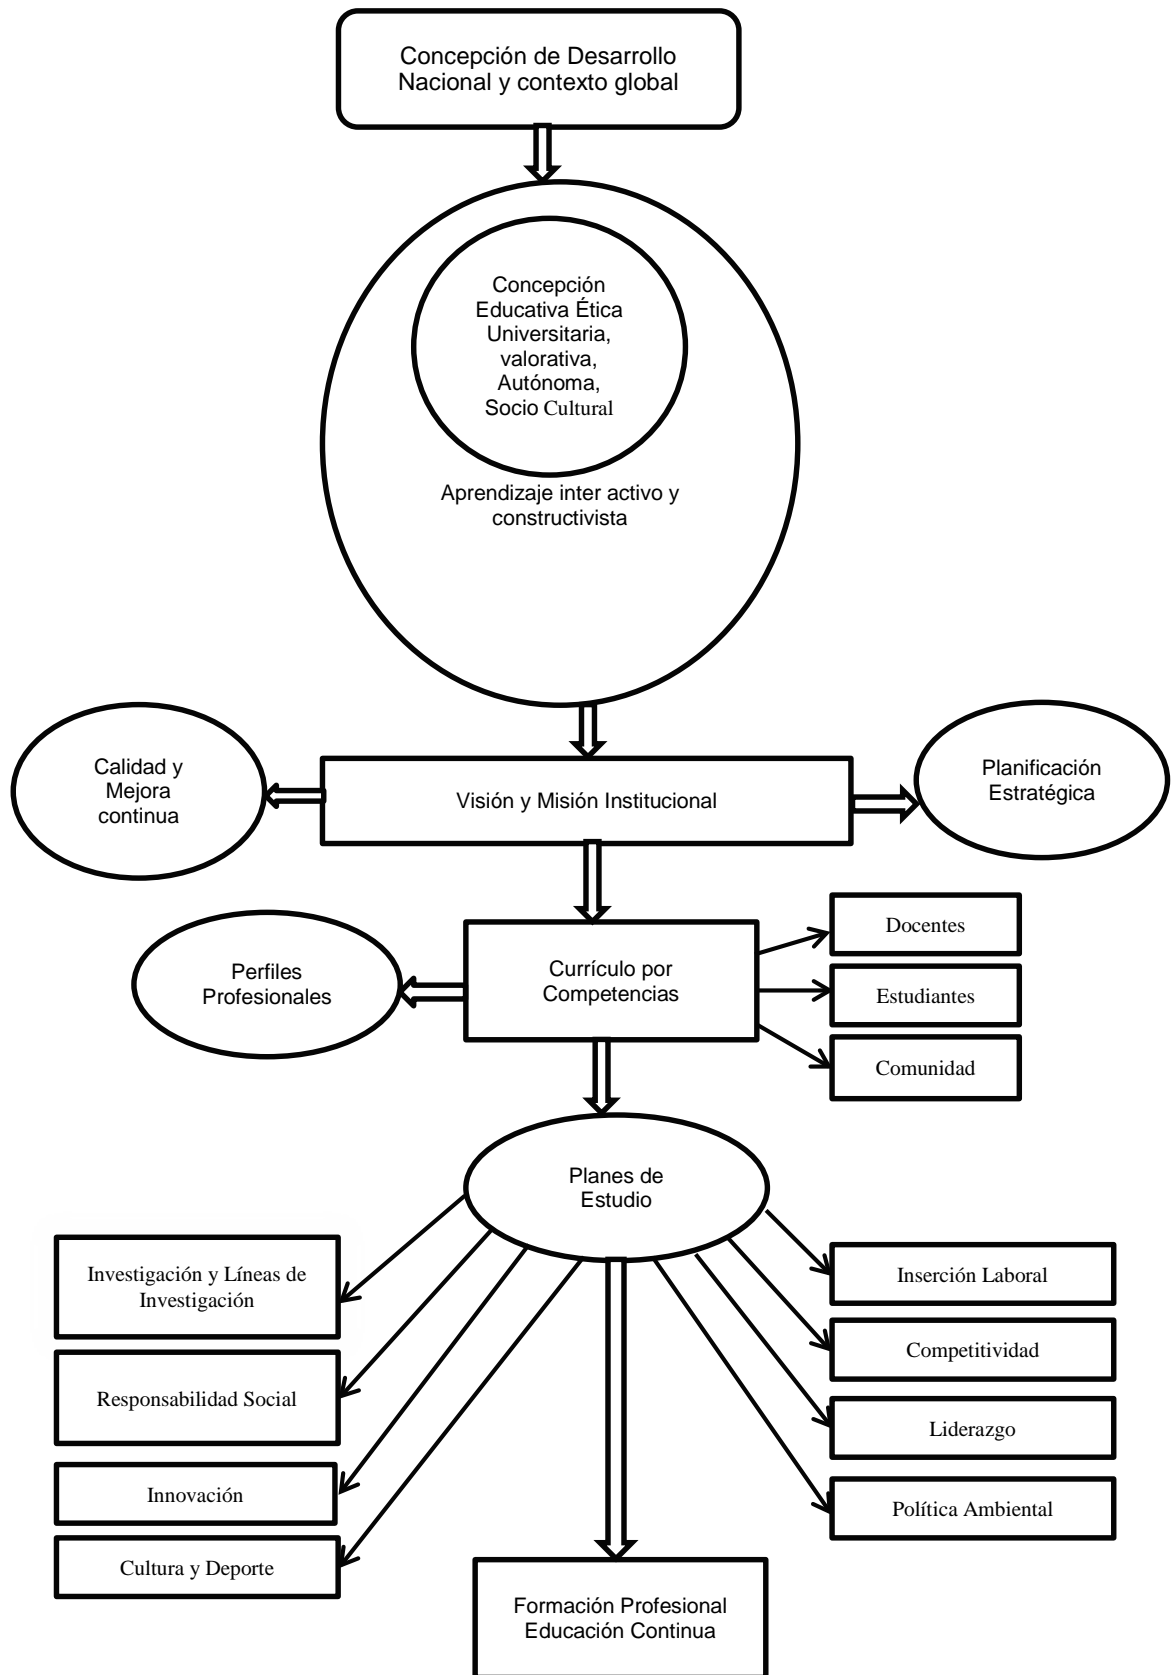 Concepción de Desarrollo
Nacional y contexto global
Concepción
Educativa Ética
Universitaria,
valorativa,
Autónoma,
Socio Cultural
Aprendizaje inter activo y
constructivista
Calidad y
Mejora
continua
Visión y Misión Institucional
Planificación
Estratégica
Perfiles
Profesionales
Currículo por
Competencias
Docentes
Estudiantes
Comunidad
Planes de
Estudio
Investigación y Líneas de
Investigación
Responsabilidad Social
Innovación
Cultura y Deporte
Inserción Laboral
Competitividad
Liderazgo
Política Ambiental
Formación Profesional
Educación Continua